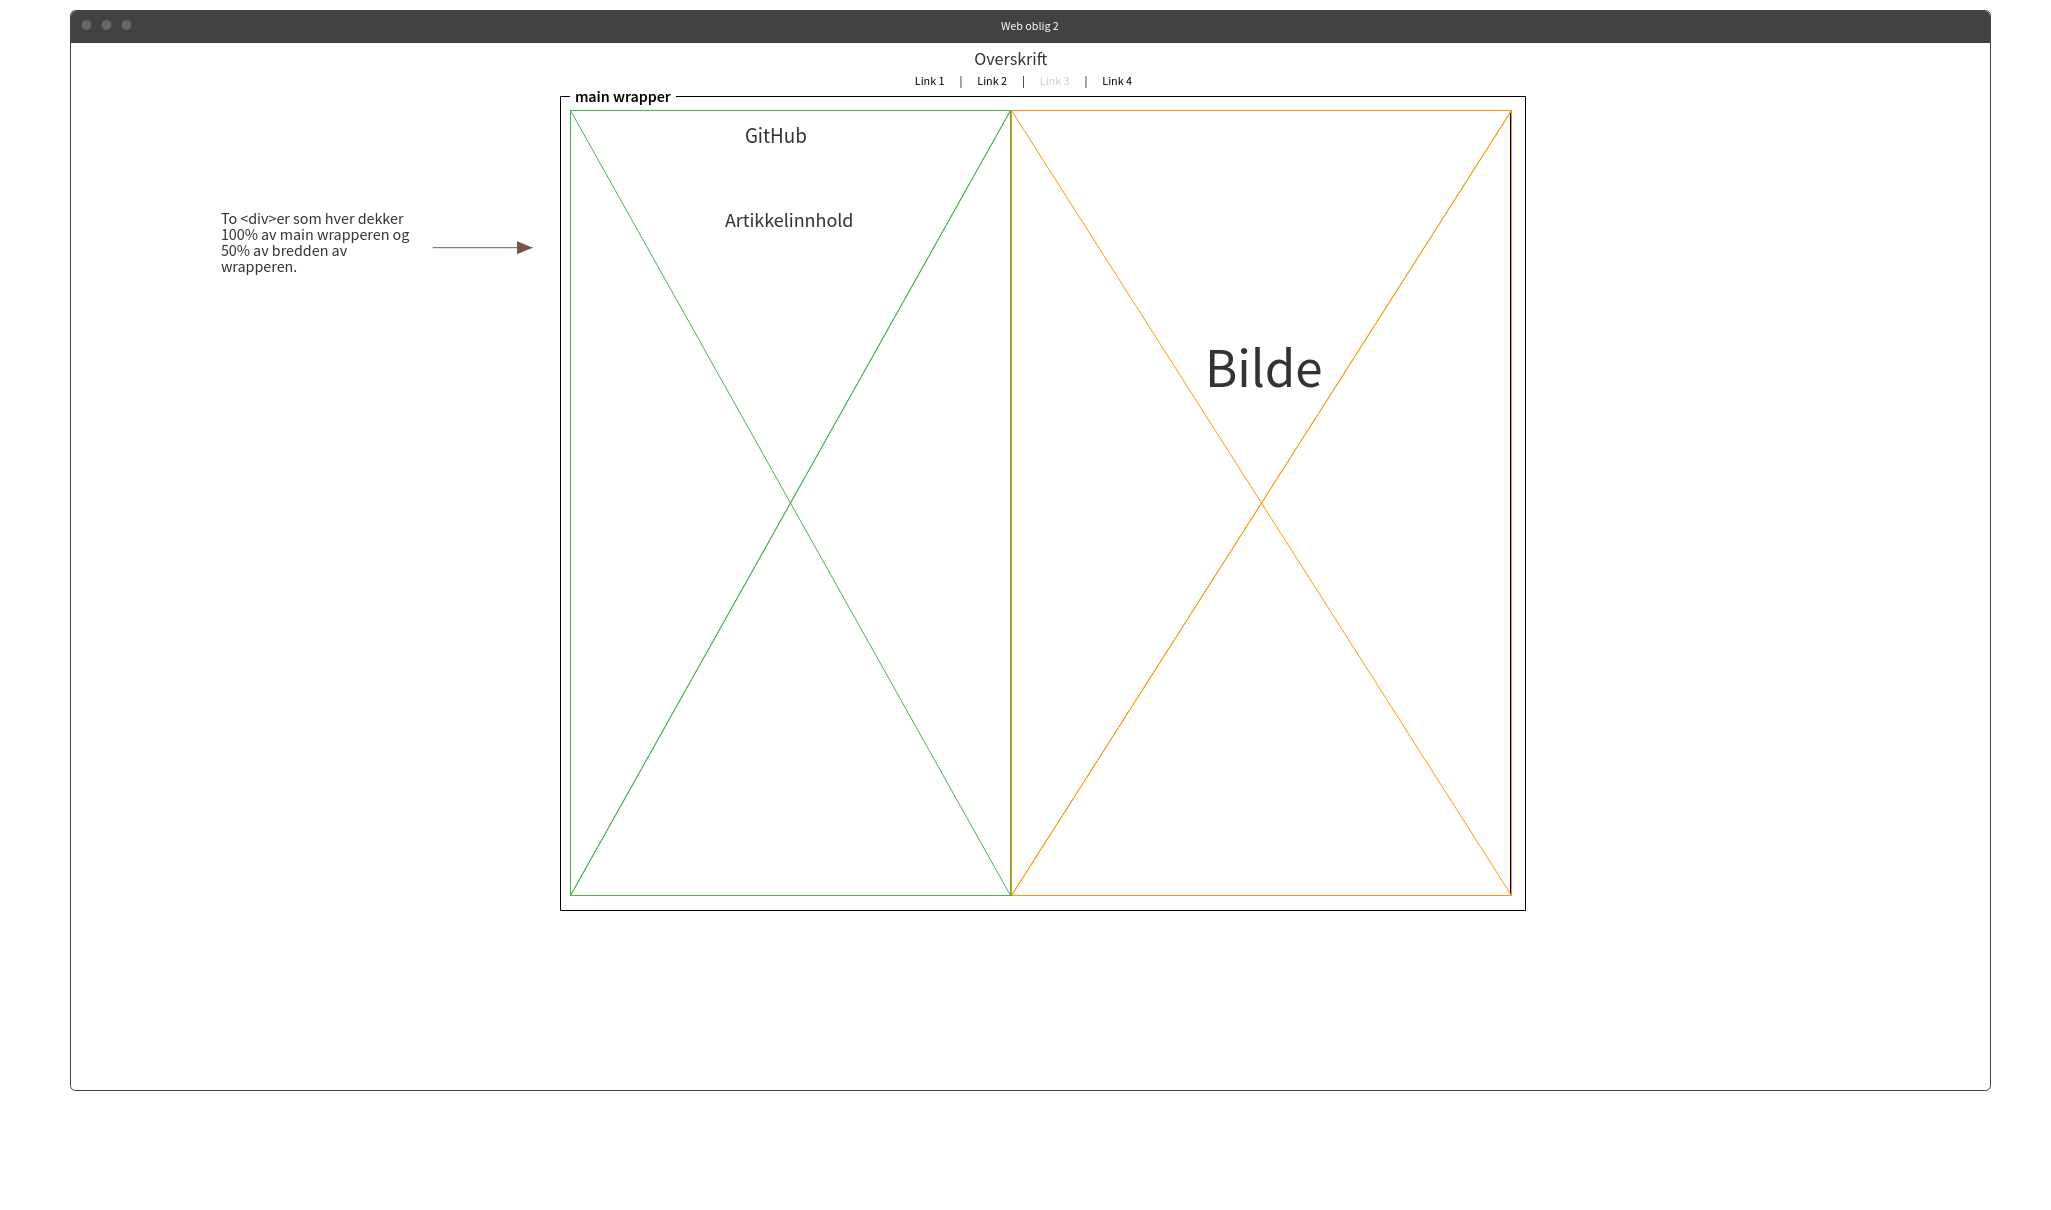 Web oblig 2
Overskrift
Link 1 | Link 2 | Link 3 | Link 4
main wrapper
GitHub
Artikkelinnhold
To <div>er som hver dekker
100% av main wrapperen og
50% av bredden av
wrapperen.
Bilde